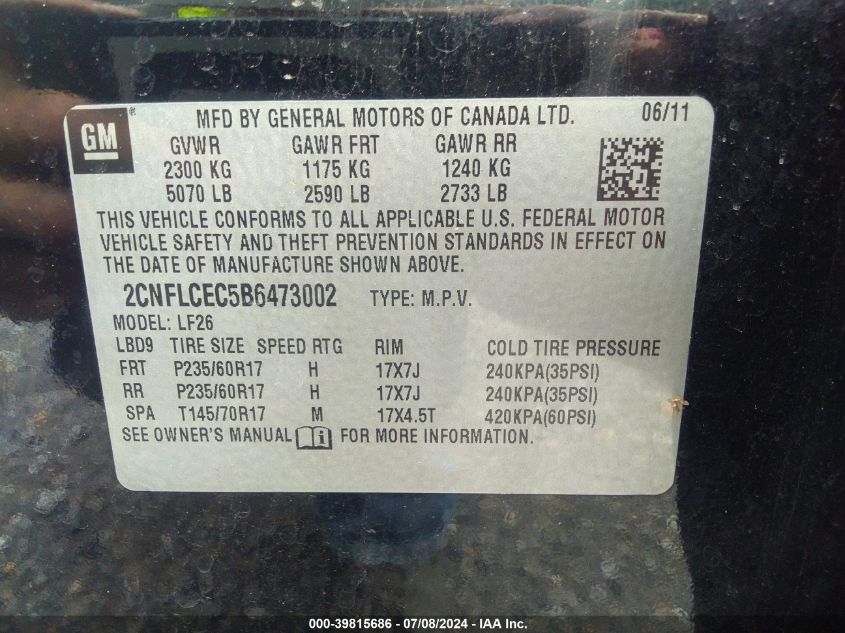 GM ® MFD BY GENERAL MOTORS OF CANADA LTD. 06/11
GVWR GAWR FRT GAWR RR
2300 KG 1175 KG 1240 KG
5070 LB 2590 LB 2733 LB
THIS VEHICLE CONFORMS TO ALL APPLICABLE U.S. FEDERAL MOTOR
VEHICLE SAFETY AND THEFT PREVENTION STANDARDS IN EFFECT ON
THE DATE OF MANUFACTURE SHOWN ABOVE.
2CNFLCEC5B6473002 TYPE: M.P.V.
MODEL: LF26
LBD9 TIRE SIZE SPEED RTG RIM COLD TIRE PRESSURE
FRT P235/60R17 H 17X7J 240KPA(35PSI)
RR P235/60R17 H 17X7J 240KPA(35PSI)
SPA T145/70R17 M 17X4.5T 420KPA(60PSI)
SEE OWNER'S MANUAL i FOR MORE INFORMATION.
000-39815686 - 07/08/2024 - IAA Inc.